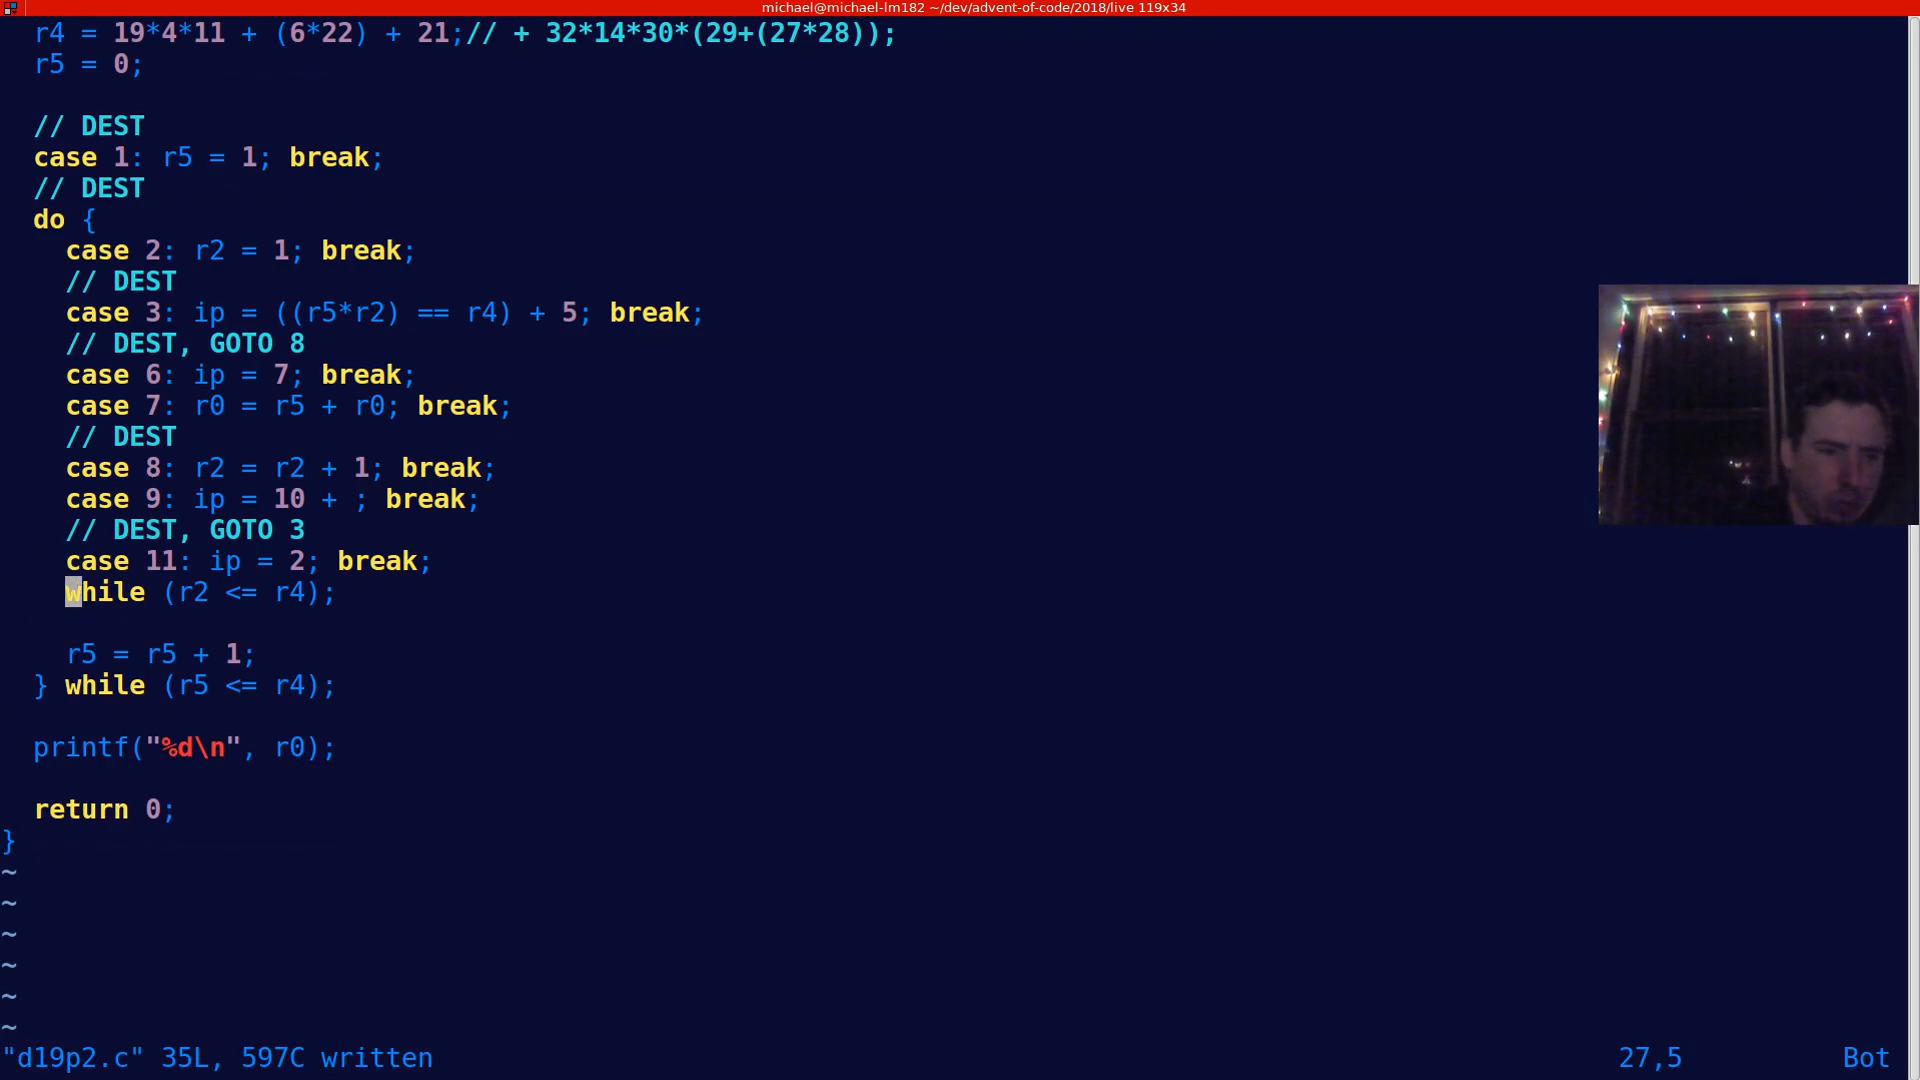 michael@michael-lm182 ~/dev/advent-of-code/2018/live 119x34
r4 = 19*4*11 + (6*22) + 21;// + 32*14*30*(29+(27*28));
r5 = 0;
// DEST
case 1: r5 = 1; break;
// DEST
do {
case 2: r2 = 1; break;
// DEST
case 3: ip = ((r5*r2) == r4) + 5; break;
// DEST, GOTO 8
case 6: ip = 7; break;
case 7: r0 = r5 + r0; break;
// DEST
case 8: r2 = r2 + 1; break;
case 9: ip = 10 + ; break;
// DEST, GOTO 3
case 11: ip = 2; break;
while (r2 <= r4);
r5 = r5 + 1;
} while (r5 <= r4);
printf("%d\n", r0);
return 0;
}
~
~
~
~
~
~
"d19p2.c" 35L, 597C written 27,5 Bot